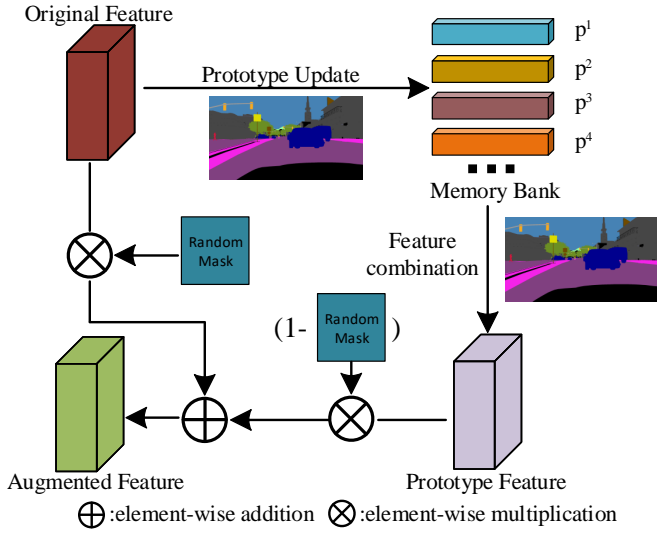 Original Feature
Prototype Update
p¹
p²
p³
p⁴
Memory Bank
Random
Mask
Feature
combination
(1-
Random
Mask
)
Augmented Feature
Prototype Feature
⊕:element-wise addition ⊗:element-wise multiplication